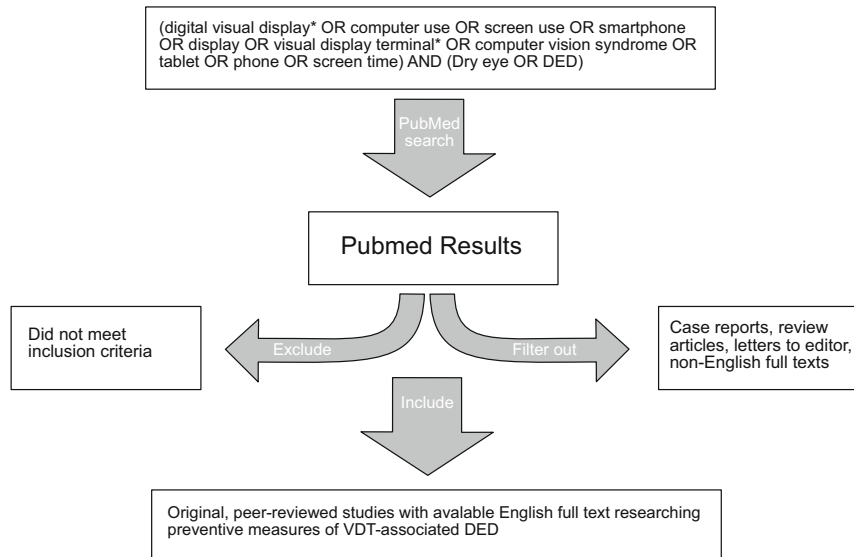 (digital visual display* OR computer use OR screen use OR smartphone
OR display OR visual display terminal* OR computer vision syndrome OR
tablet OR phone OR screen time) AND (Dry eye OR DED)
PubMed
search
Pubmed Results
Did not meet
inclusion criteria
Exclude
Filter out
Case reports, review
articles, letters to editor,
non-English full texts
Include
Original, peer-reviewed studies with avalable English full text researching
preventive measures of VDT-associated DED